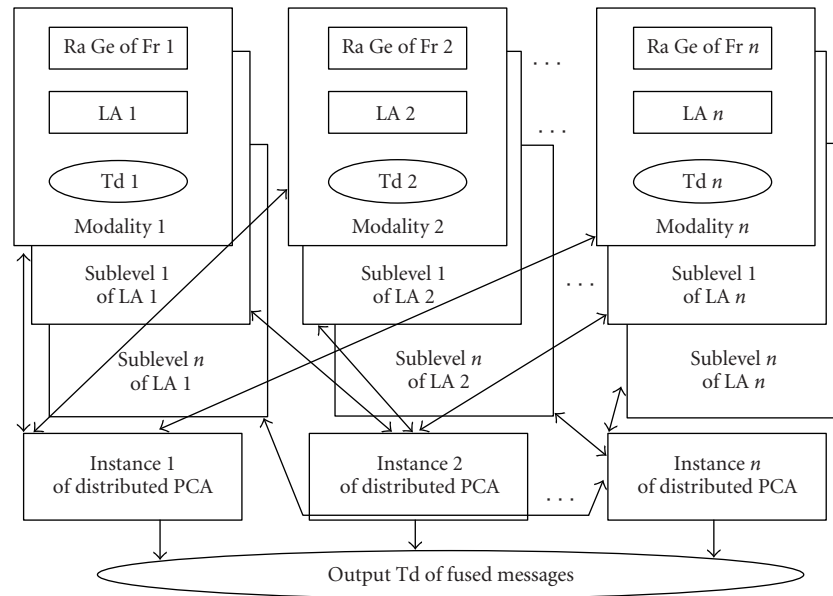 Ra Ge of Fr 1
LA 1
Td 1
Modality 1
Sublevel 1
of LA 1
Sublevel n
of LA 1
Ra Ge of Fr 2
LA 2
Td 2
Modality 2
Sublevel 1
of LA 2
Sublevel n
of LA 2
. . .
. . .
. . .
Ra Ge of Fr n
LA n
Td n
Modality n
Sublevel 1
of LA n
Sublevel n
of LA n
Instance 1
of distributed PCA
Instance 2
of distributed PCA
. . .
Instance n
of distributed PCA
Output Td of fused messages